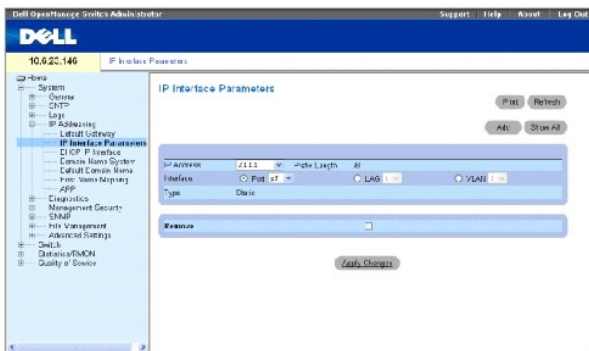 Dell OpenManage Switch Administrator
Support Help About Log Out
DELL
10.6.23.146
IP Interface Parameters
Home
System
General
SNTP
Logs
IP Addressing
Default Gateway
IP Interface Parameters
DHCP IP Interface
Domain Name System
Default Domain Name
Host Name Mapping
ARP
Diagnostics
Management Security
SNMP
File Management
Advanced Settings
Switch
Statistics/RMON
Quality of Service
IP Interface Parameters
Print Refresh
Add Show All
IP Address Prefix Length
Interface Port LAG VLAN
Type Static
Remove
Apply Changes